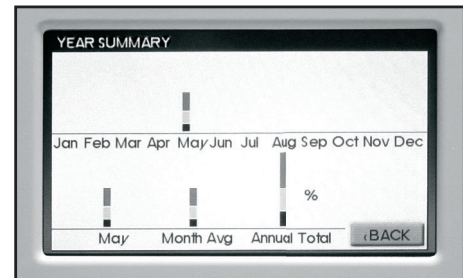 YEAR SUMMARY
Jan Feb Mar Apr May Jun Jul Aug Sep Oct Nov Dec
%
May Month Avg Annual Total ‹BACK